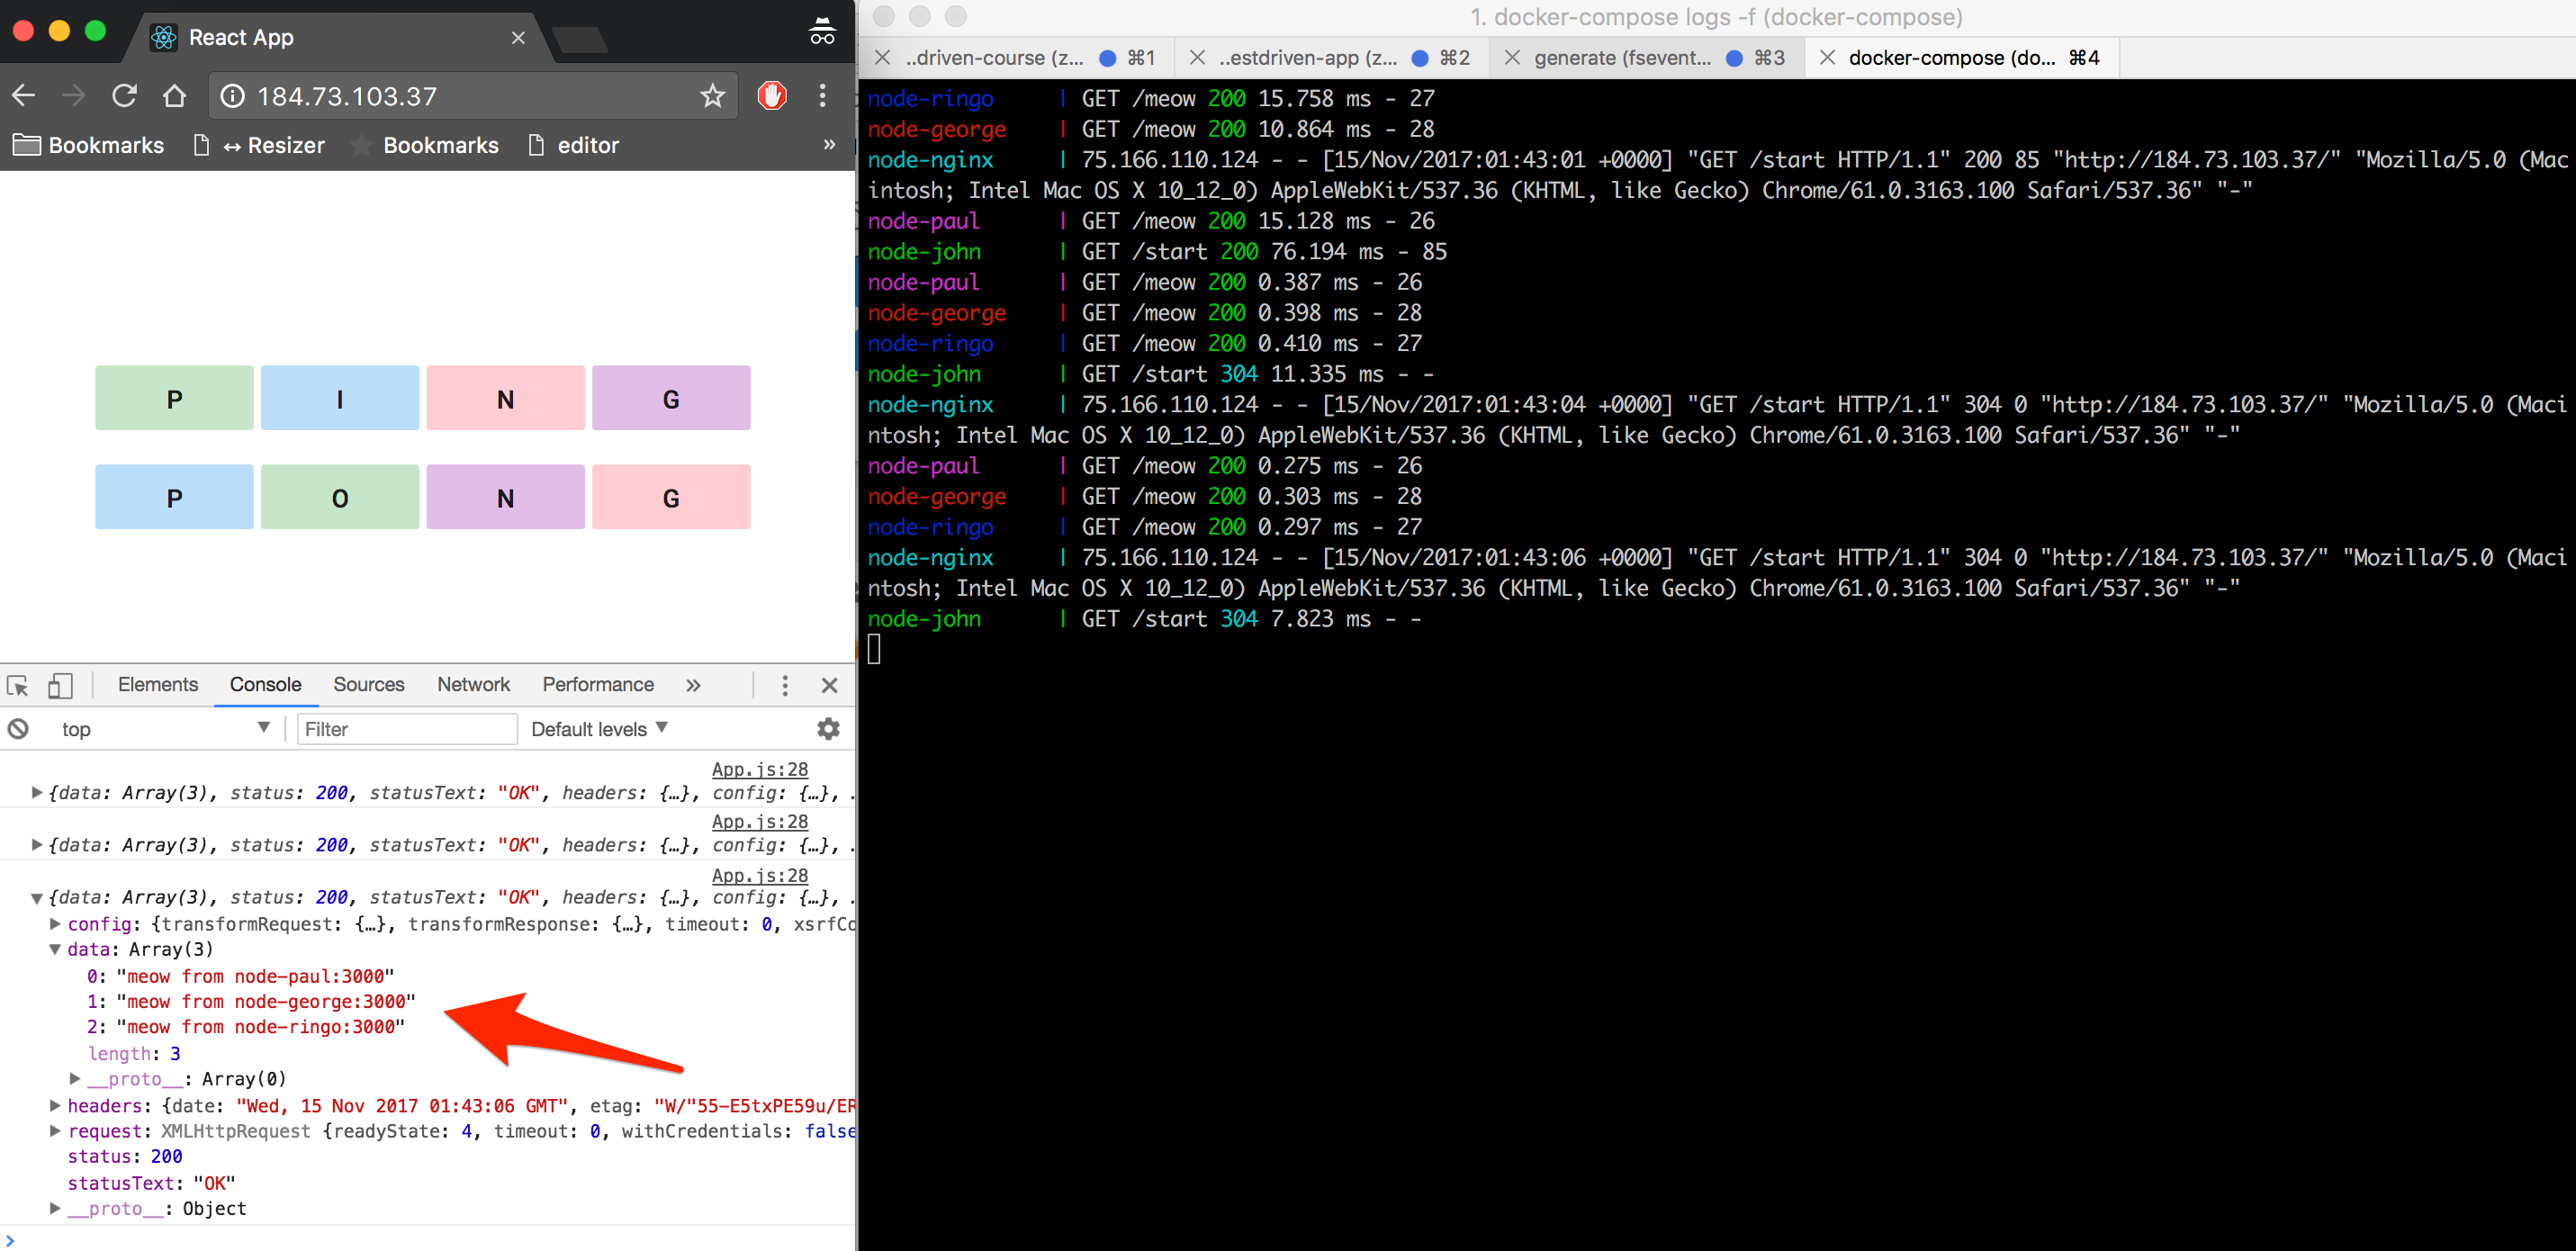 React App
184.73.103.37
Bookmarks
↔ Resizer
Bookmarks
editor
»
P I N G
P O N G
Elements Console Sources Network Performance »
top Filter Default levels
App.js:28
{data: Array(3), status: 200, statusText: "OK", headers: {…}, config: {…}, .
App.js:28
{data: Array(3), status: 200, statusText: "OK", headers: {…}, config: {…}, .
App.js:28
{data: Array(3), status: 200, statusText: "OK", headers: {…}, config: {…}, .
config: {transformRequest: {…}, transformResponse: {…}, timeout: 0, xsrfCo
data: Array(3)
0: "meow from node-paul:3000"
1: "meow from node-george:3000"
2: "meow from node-ringo:3000"
length: 3
__proto__: Array(0)
headers: {date: "Wed, 15 Nov 2017 01:43:06 GMT", etag: "W/"55-E5txPE59u/ER
request: XMLHttpRequest {readyState: 4, timeout: 0, withCredentials: false
status: 200
statusText: "OK"
__proto__: Object
1. docker-compose logs -f (docker-compose)
..driven-course (z... ⌘1 ..estdriven-app (z... ⌘2 generate (fsevent... ⌘3 docker-compose (do... ⌘4
node-ringo | GET /meow 200 15.758 ms - 27
node-george | GET /meow 200 10.864 ms - 28
node-nginx | 75.166.110.124 - - [15/Nov/2017:01:43:01 +0000] "GET /start HTTP/1.1" 200 85 "http://184.73.103.37/" "Mozilla/5.0 (Mac
intosh; Intel Mac OS X 10_12_0) AppleWebKit/537.36 (KHTML, like Gecko) Chrome/61.0.3163.100 Safari/537.36" "-"
node-paul | GET /meow 200 15.128 ms - 26
node-john | GET /start 200 76.194 ms - 85
node-paul | GET /meow 200 0.387 ms - 26
node-george | GET /meow 200 0.398 ms - 28
node-ringo | GET /meow 200 0.410 ms - 27
node-john | GET /start 304 11.335 ms - -
node-nginx | 75.166.110.124 - - [15/Nov/2017:01:43:04 +0000] "GET /start HTTP/1.1" 304 0 "http://184.73.103.37/" "Mozilla/5.0 (Maci
ntosh; Intel Mac OS X 10_12_0) AppleWebKit/537.36 (KHTML, like Gecko) Chrome/61.0.3163.100 Safari/537.36" "-"
node-paul | GET /meow 200 0.275 ms - 26
node-george | GET /meow 200 0.303 ms - 28
node-ringo | GET /meow 200 0.297 ms - 27
node-nginx | 75.166.110.124 - - [15/Nov/2017:01:43:06 +0000] "GET /start HTTP/1.1" 304 0 "http://184.73.103.37/" "Mozilla/5.0 (Maci
ntosh; Intel Mac OS X 10_12_0) AppleWebKit/537.36 (KHTML, like Gecko) Chrome/61.0.3163.100 Safari/537.36" "-"
node-john | GET /start 304 7.823 ms - -